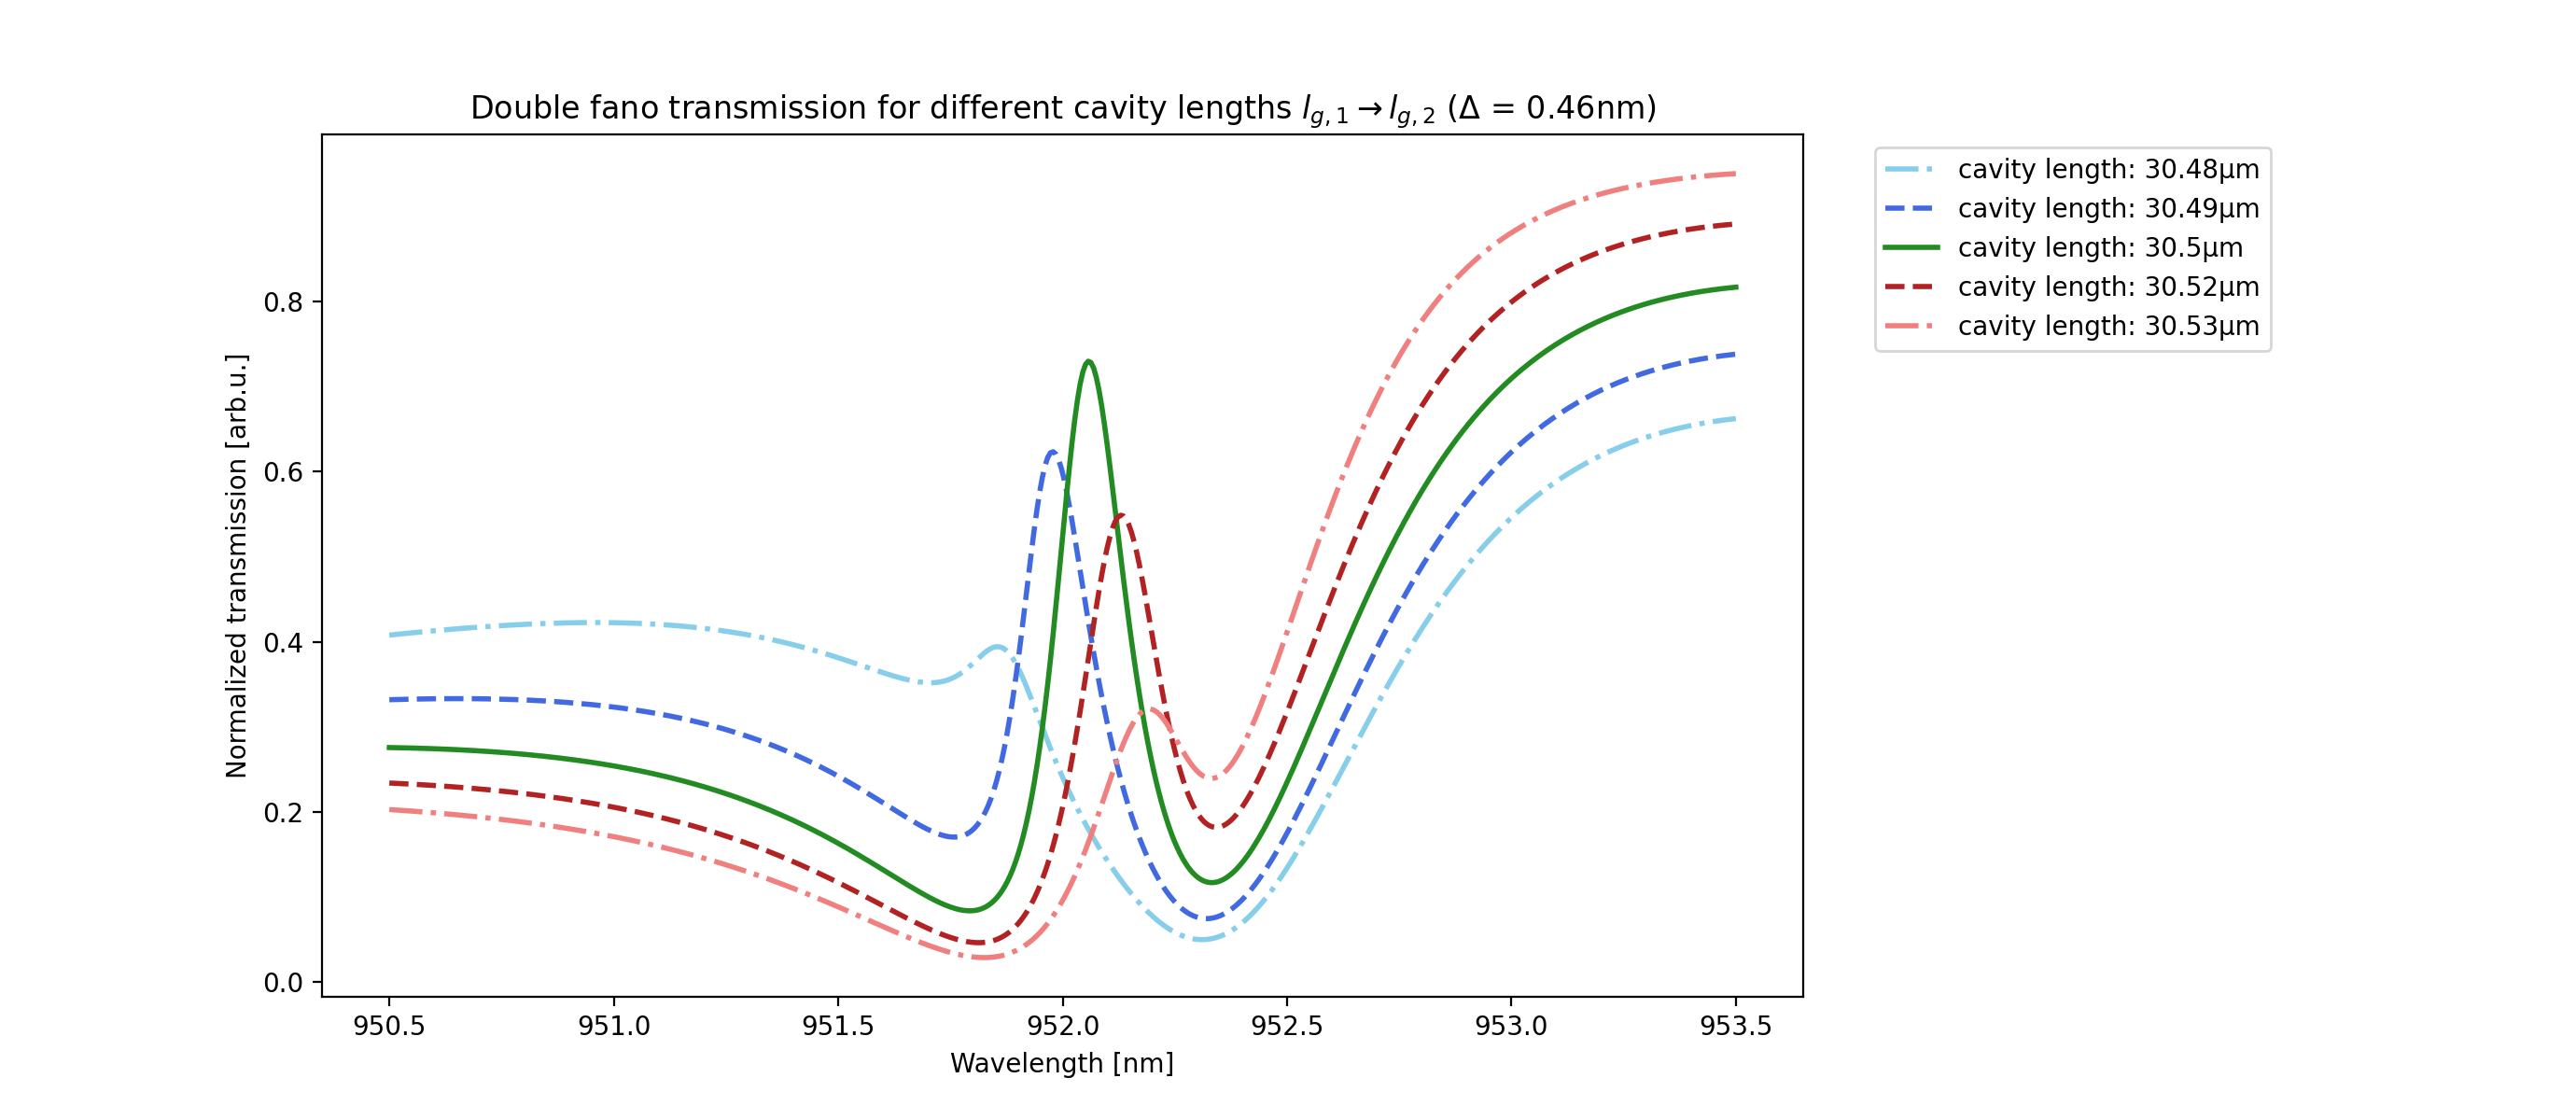 Double fano transmission for different cavity lengths l_{g,1}→l_{g,2} (Δ = 0.46nm)
cavity length: 30.48μm
cavity length: 30.49μm
cavity length: 30.5μm
cavity length: 30.52μm
cavity length: 30.53μm
Normalized transmission [arb.u.]
0.8
0.6
0.4
0.2
0.0
950.5 951.0 951.5 952.0 952.5 953.0 953.5
Wavelength [nm]